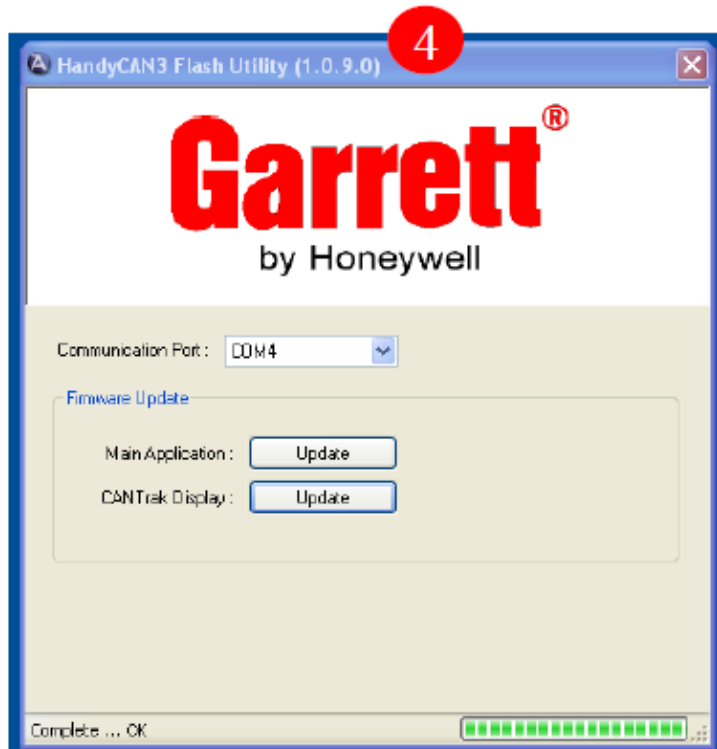 4
HandyCAN3 Flash Utility (1.0.9.0)
Garrett®
by Honeywell
Communication Port : COM4
Firmware Update
Main Application : Update
CANTrak Display : Update
Complete ... OK